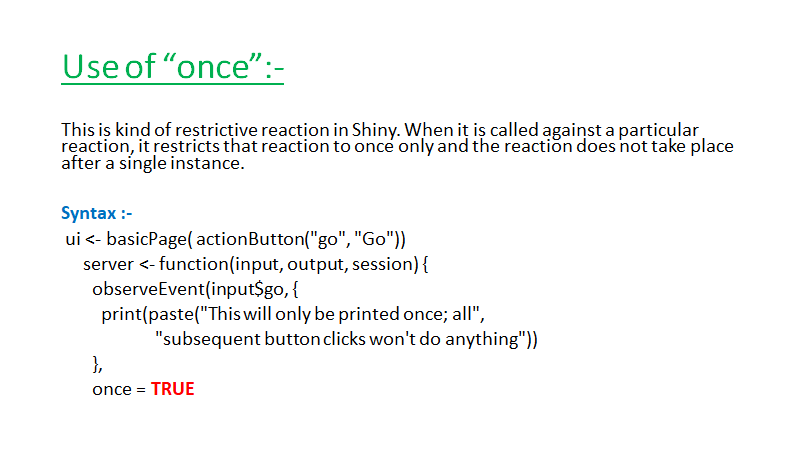 Use of “once”:-
This is kind of restrictive reaction in Shiny. When it is called against a particular
reaction, it restricts that reaction to once only and the reaction does not take place
after a single instance.
Syntax :-
ui <- basicPage( actionButton("go", "Go"))
server <- function(input, output, session) {
observeEvent(input$go, {
print(paste("This will only be printed once; all",
"subsequent button clicks won't do anything"))
},
once = TRUE